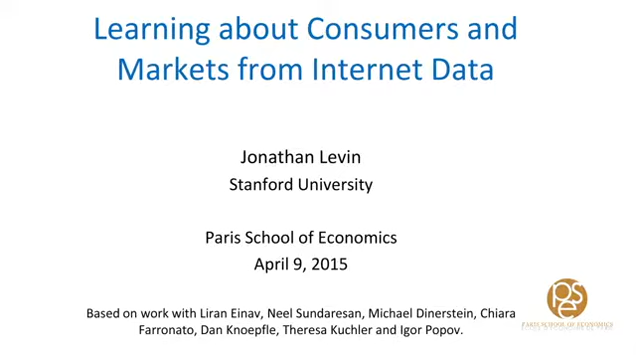 Learning about Consumers and
Markets from Internet Data
Jonathan Levin
Stanford University
Paris School of Economics
April 9, 2015
Based on work with Liran Einav, Neel Sundaresan, Michael Dinerstein, Chiara
Farronato, Dan Knoepfle, Theresa Kuchler and Igor Popov.
pse
PARIS SCHOOL OF ECONOMICS